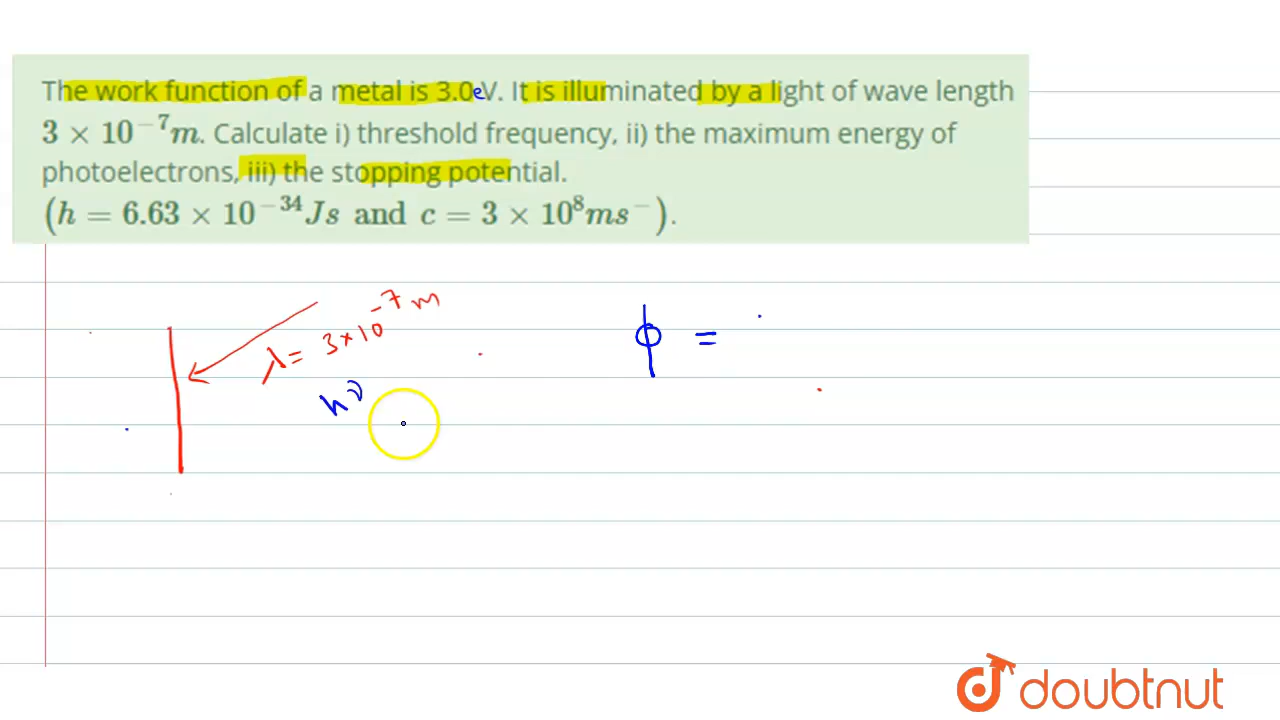 The work function of a metal is 3.0eV. It is illuminated by a light of wave length
3 × 10⁻⁷m. Calculate i) threshold frequency, ii) the maximum energy of
photoelectrons, iii) the stopping potential.
(h = 6.63 × 10⁻³⁴Js and c = 3 × 10⁸ms⁻).
λ = 3×10⁻⁷ m
hν
ϕ =
doubtnut